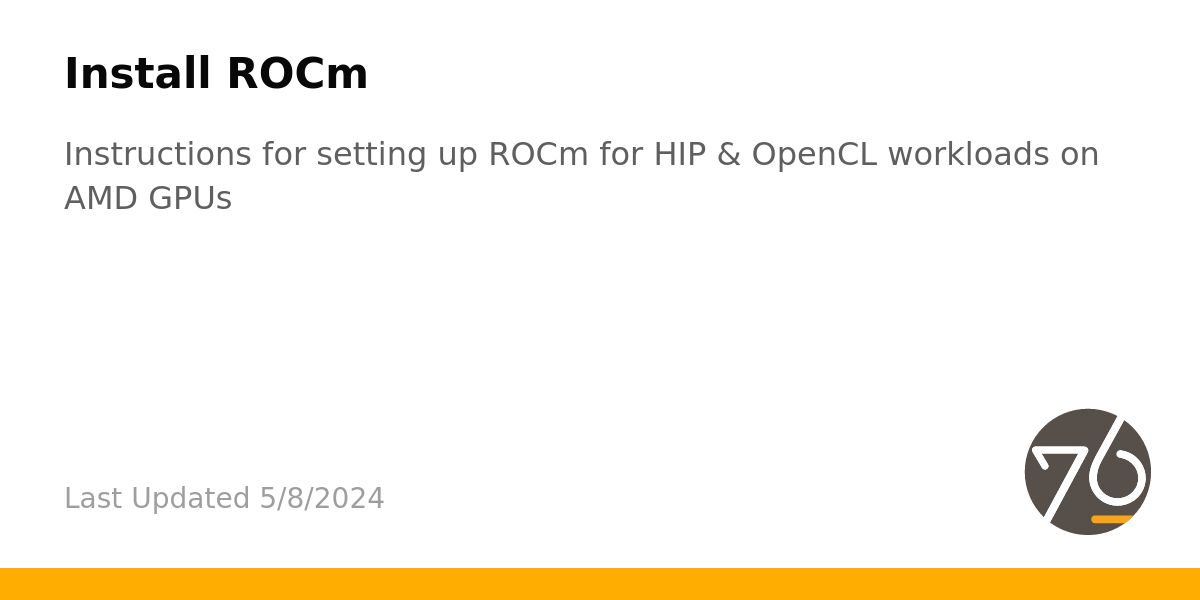 Install ROCm
Instructions for setting up ROCm for HIP & OpenCL workloads on
AMD GPUs
Last Updated 5/8/2024
76